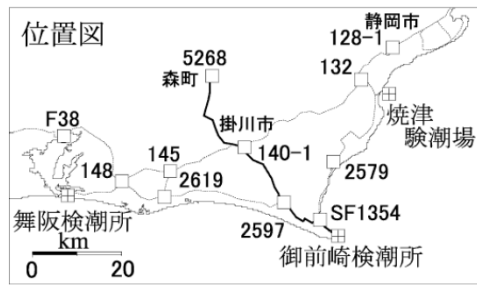 位置図
静岡市
128-1
5268
森町
132
焼津
験潮場
F38
掛川市
140-1
145
148
2619
2579
SF1354
舞阪検潮所
2597
御前崎検潮所
km
0 20